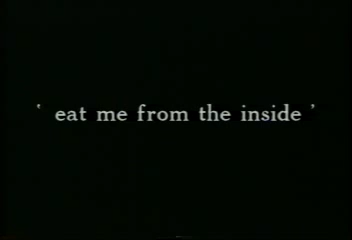 ‘ eat me from the inside ’